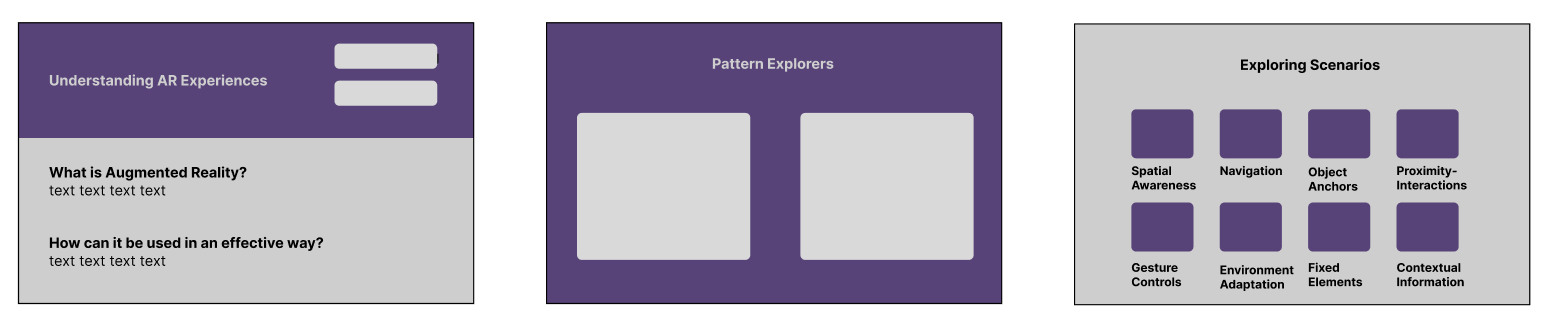 Understanding AR Experiences
What is Augmented Reality?
text text text text
How can it be used in an effective way?
text text text text
Pattern Explorers
Exploring Scenarios
Spatial
Awareness
Navigation
Object
Anchors
Proximity-
Interactions
Gesture
Controls
Environment
Adaptation
Fixed
Elements
Contextual
Information